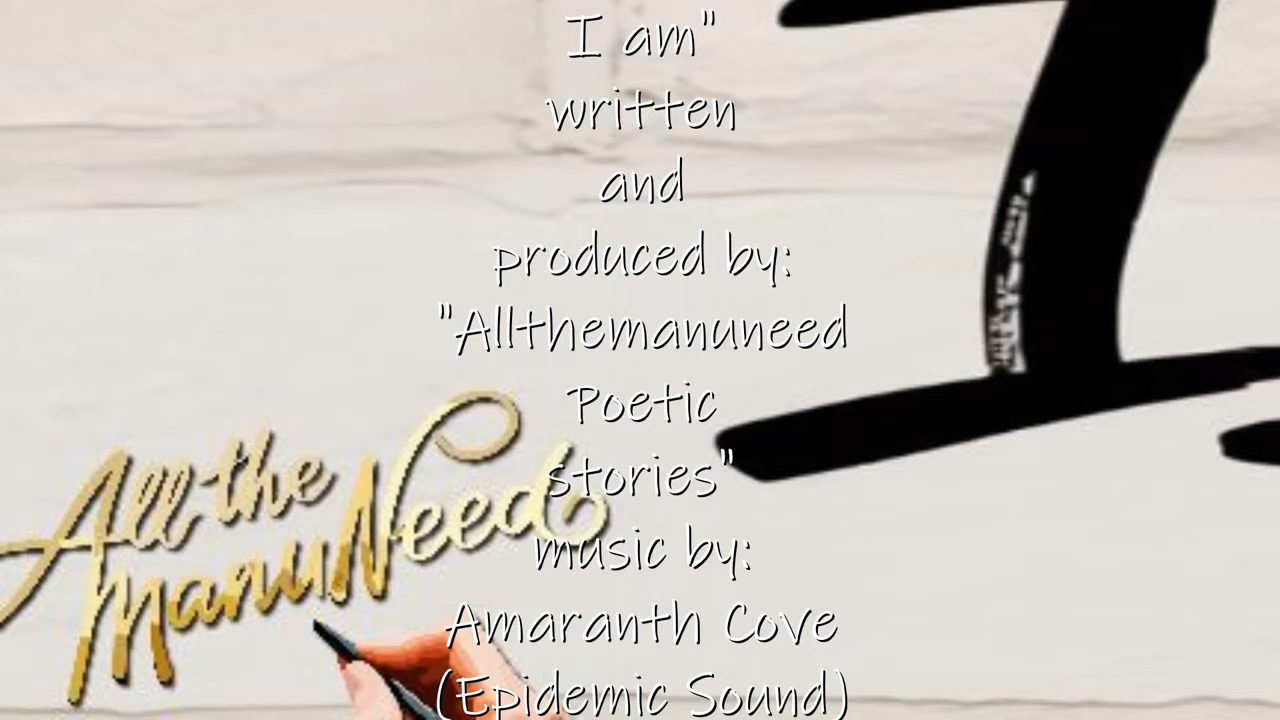 I am"
written
and
produced by:
"Allthemanuneed
Poetic
stories"
music by:
Amaranth Cove
(Epidemic Sound)
All the
manuNeed
I